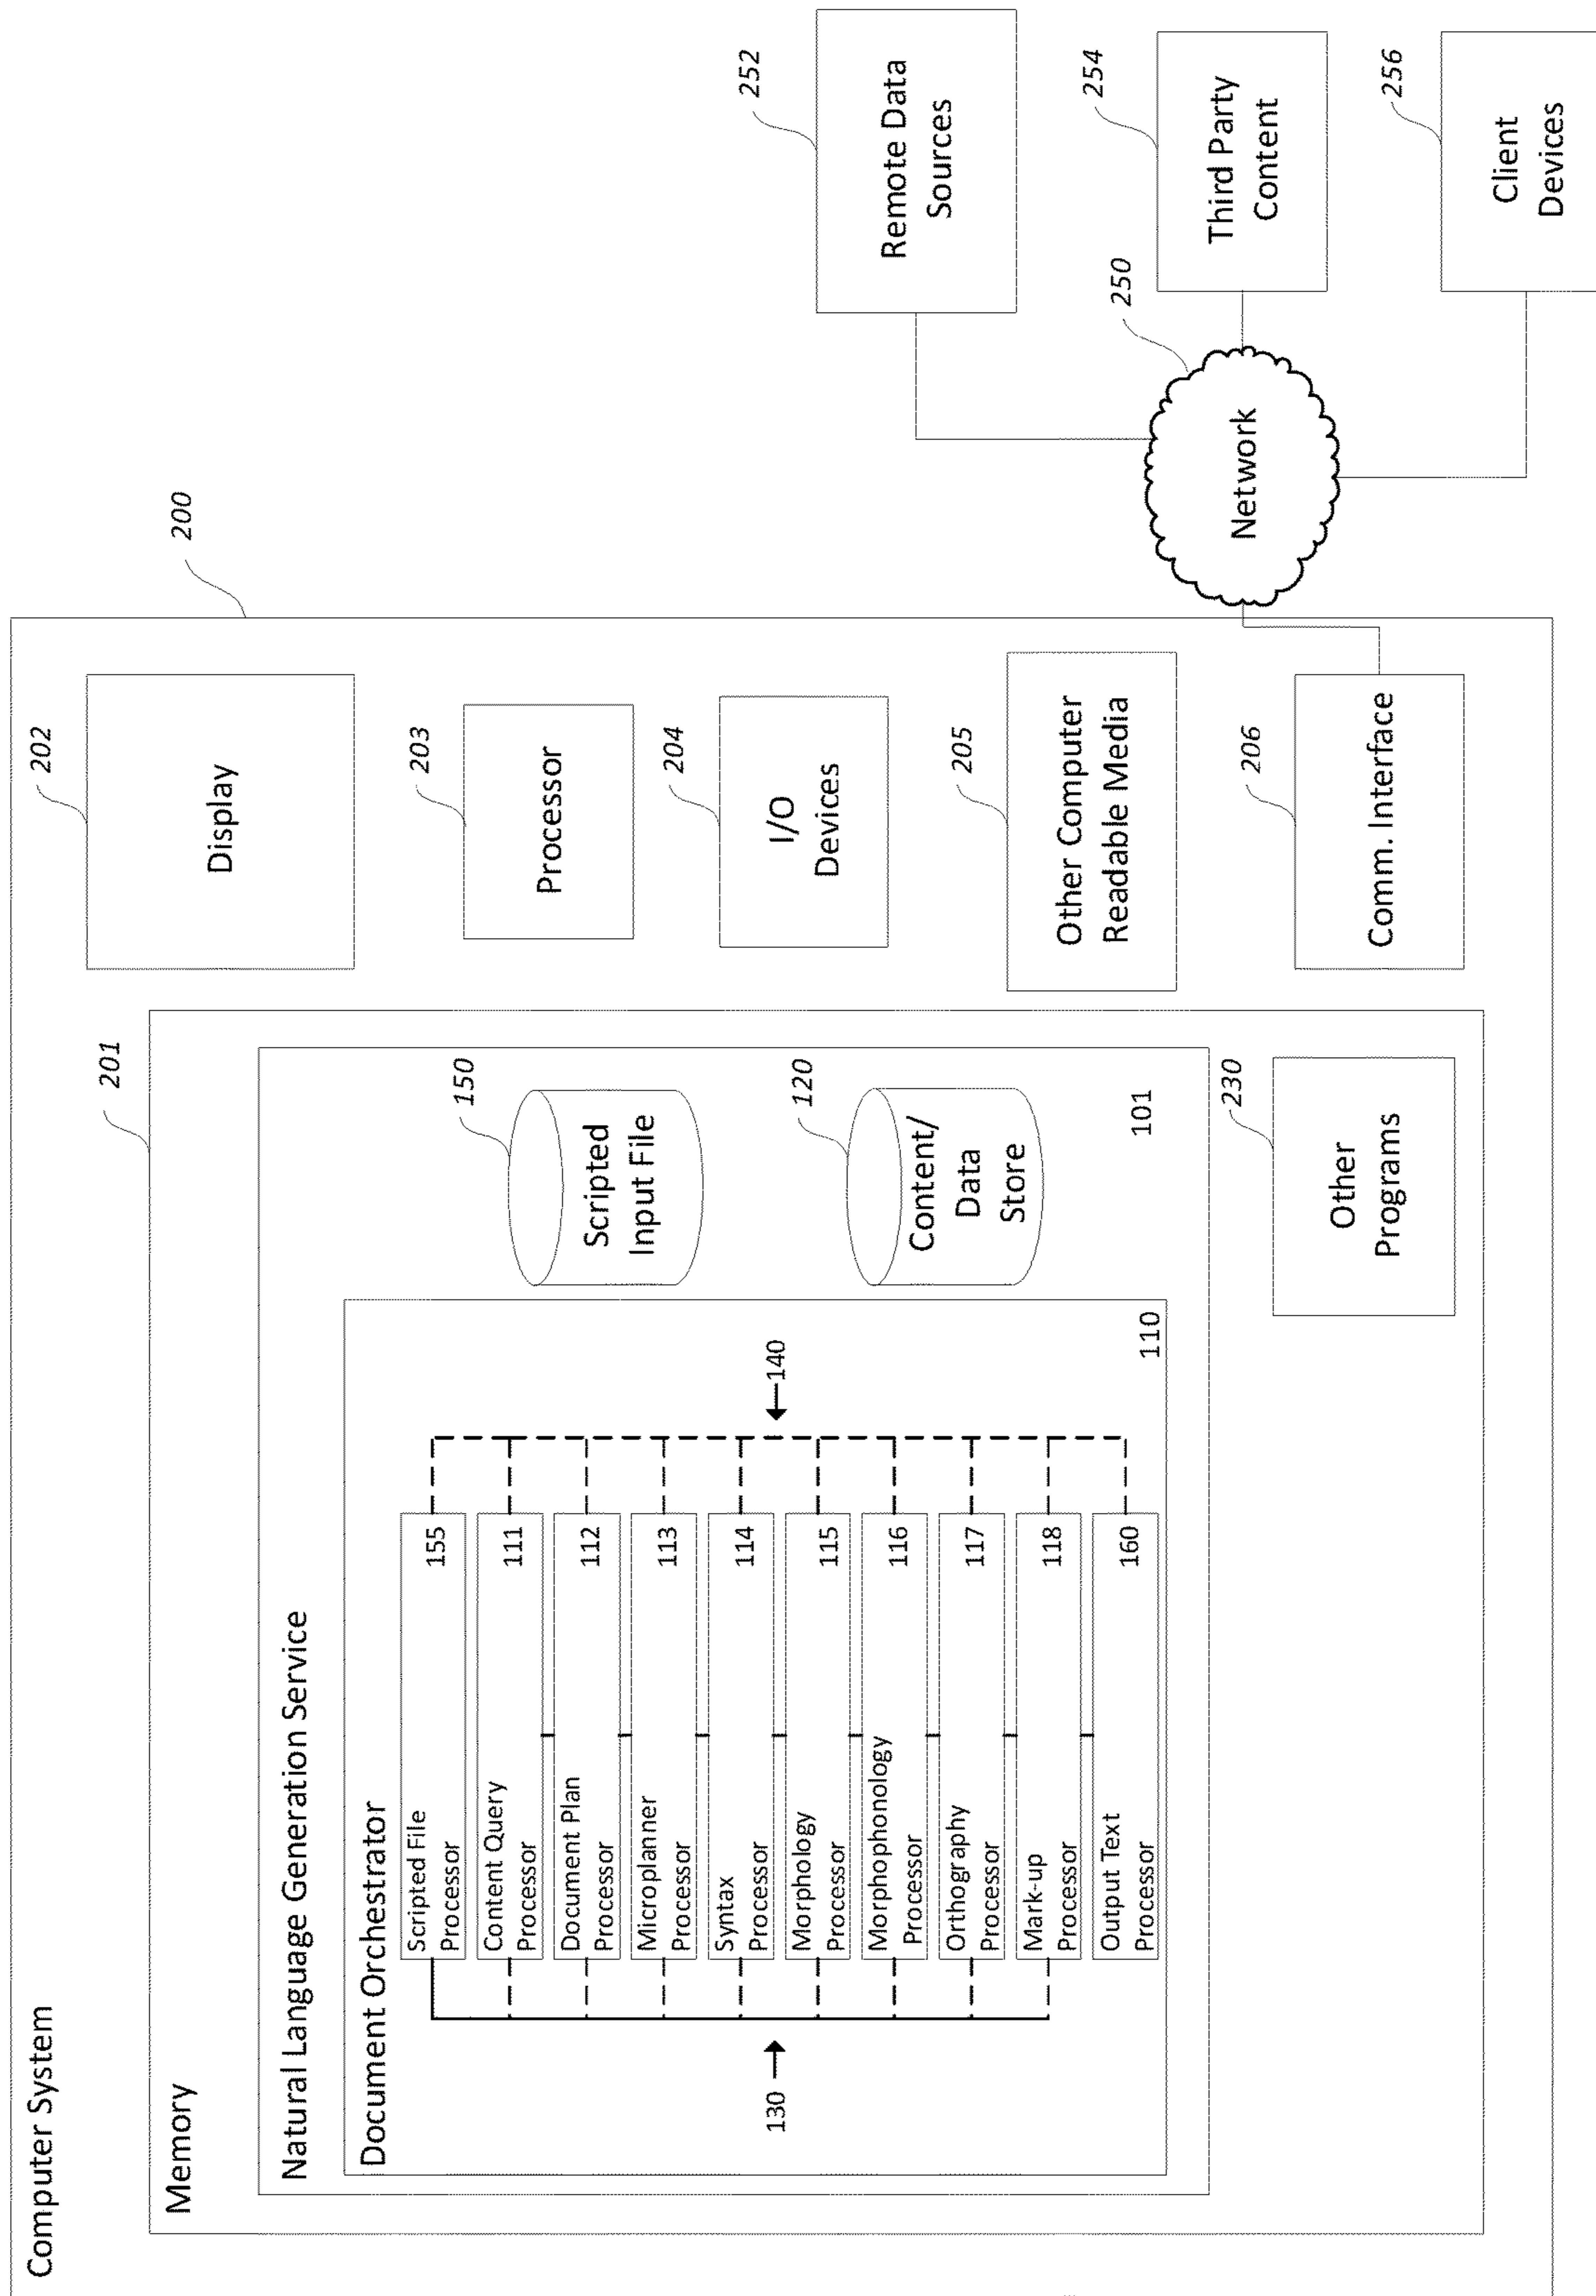 Computer System
200
Memory
201
Natural Language Generation Service
Document Orchestrator
Scripted File
Processor
155
Content Query
Processor
111
Document Plan
Processor
112
Microplanner
Processor
113
Syntax
Processor
114
Morphology
Processor
115
Morphophonology
Processor
116
Orthography
Processor
117
Mark-up
Processor
118
Output Text
Processor
160
130
140
110
150
Scripted
Input File
120
Content/
Data
Store
101
230
Other
Programs
202
Display
203
Processor
204
I/O
Devices
205
Other Computer
Readable Media
206
Comm. Interface
250
Network
252
Remote Data
Sources
254
Third Party
Content
256
Client
Devices